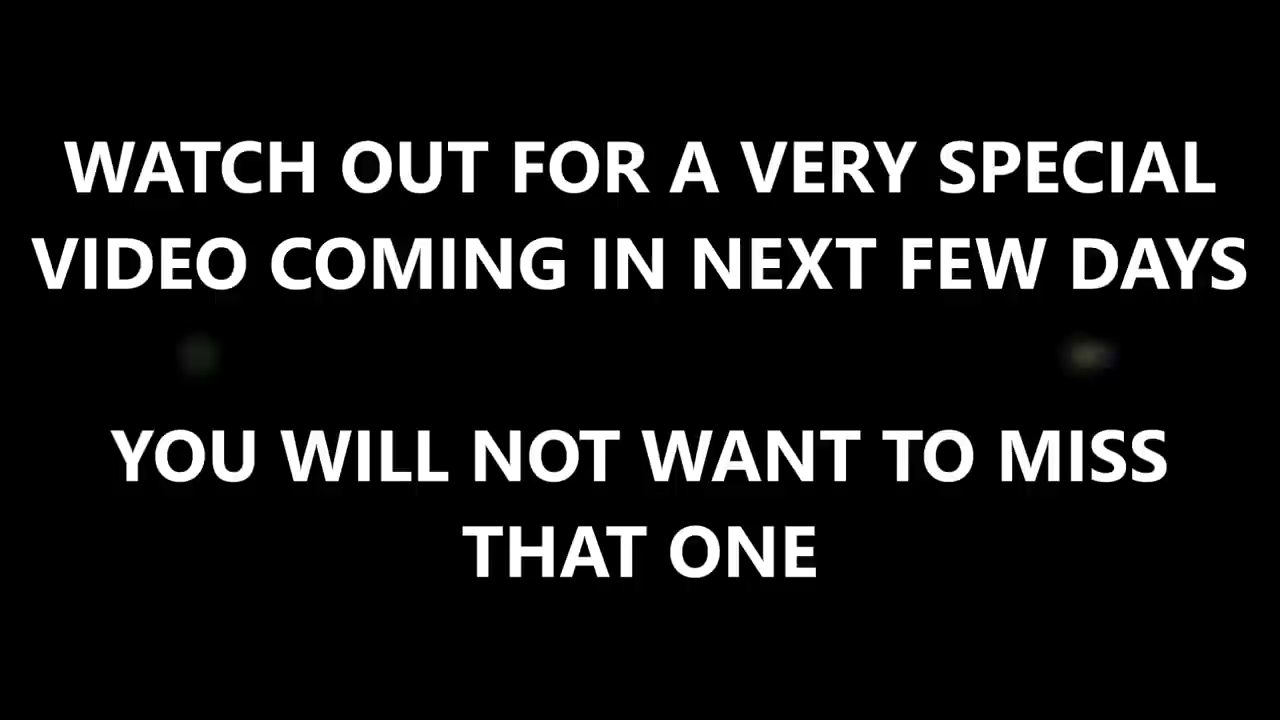 WATCH OUT FOR A VERY SPECIAL
VIDEO COMING IN NEXT FEW DAYS
YOU WILL NOT WANT TO MISS
THAT ONE